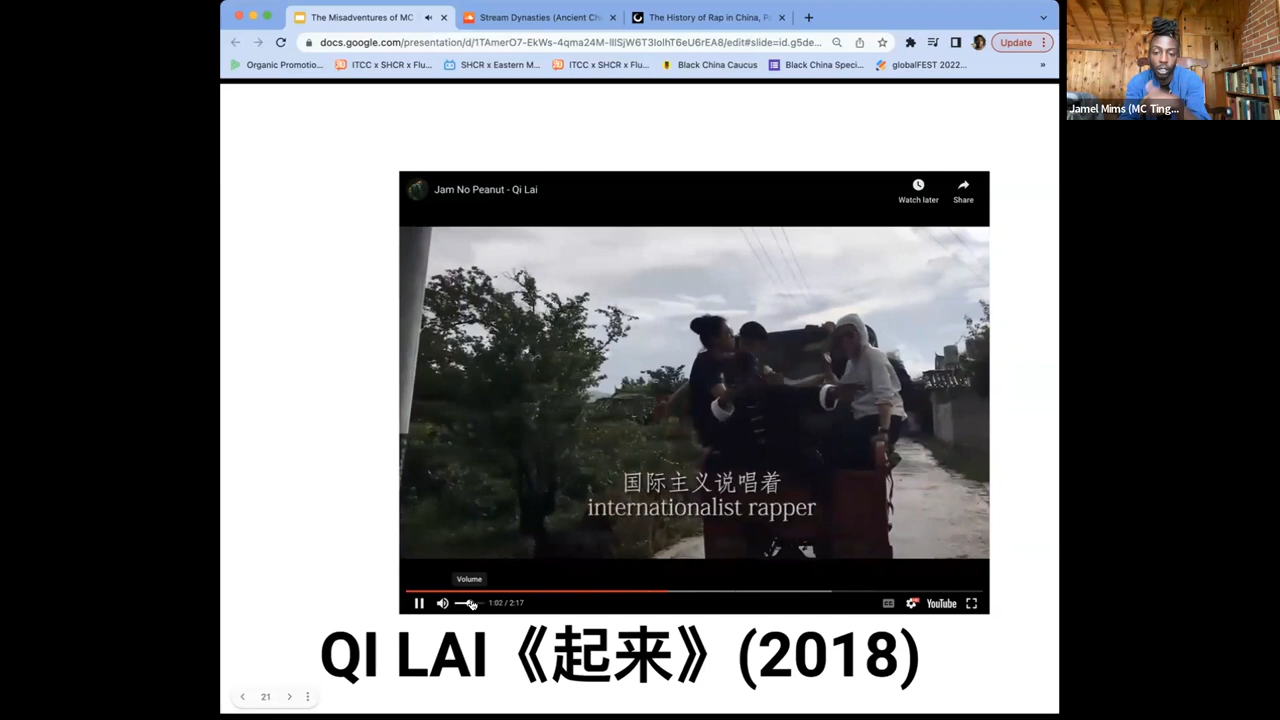 The Misadventures of MC
Stream Dynasties (Ancient Ch
The History of Rap in China, P
docs.google.com/presentation/d/1TAmerO7-EkWs-4qma24M-IlISjW6T3IolhT6eU6rEA8/edit#slide=id.g5de...
Update
Organic Promotio...
ITCC x SHCR x Flu...
SHCR x Eastern M...
ITCC x SHCR x Flu...
Black China Caucus
Black China Speci...
globalFEST 2022...
»
Jamel Mims (MC Ting...
Jam No Peanut - Qi Lai
Watch later
Share
国际主义说唱着
internationalist rapper
Volume
1:02 / 2:17
CC
YouTube
QI LAI《起来》(2018)
21